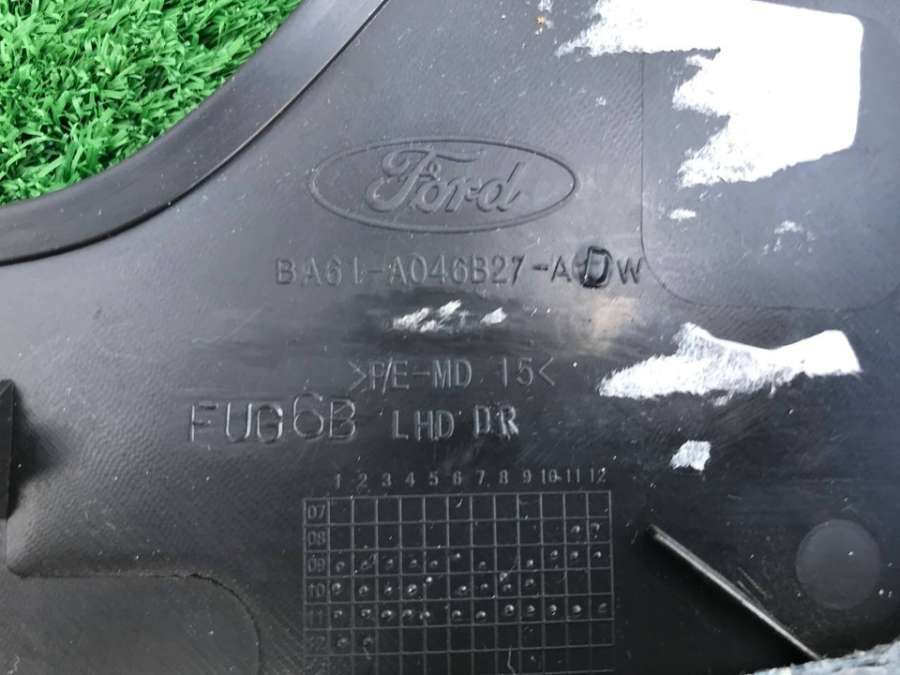 Ford
BA61-A046B27-ADW
>P/E-MD 15<
FUG6B LHD DR
1 2 3 4 5 6 7 8 9 10 11 12
07
08
09
10
11